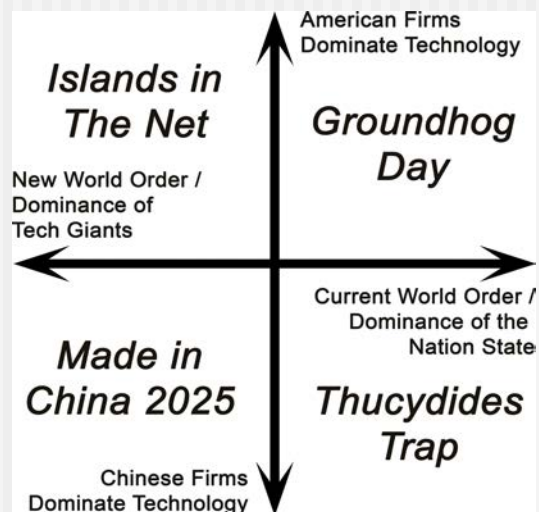 American Firms
Dominate Technology
Islands in
The Net
Groundhog
Day
New World Order /
Dominance of
Tech Giants
Current World Order /
Dominance of the
Nation State
Made in
China 2025
Thucydides
Trap
Chinese Firms
Dominate Technology